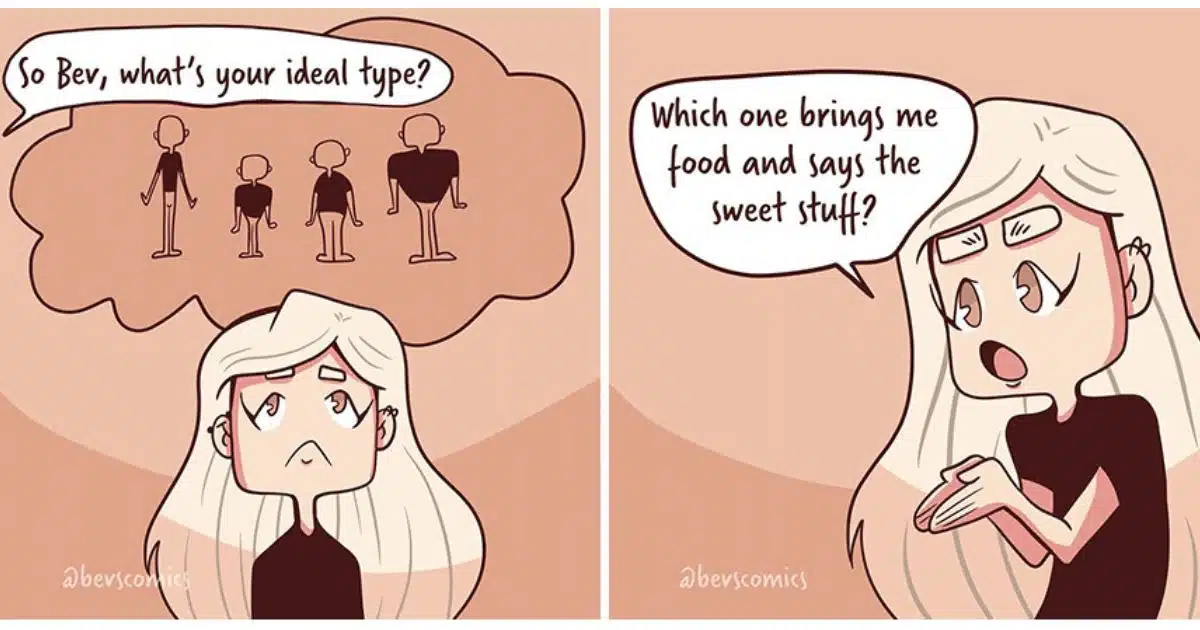 So Bev, what's your ideal type?
Which one brings me
food and says the
sweet stuff?
@bevscomics
@bevscomics